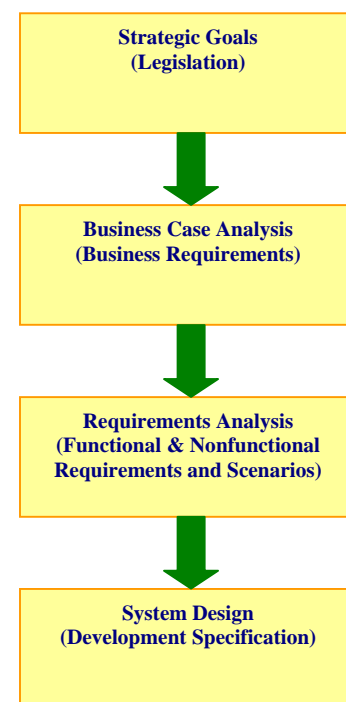 Strategic Goals
(Legislation)
Business Case Analysis
(Business Requirements)
Requirements Analysis
(Functional & Nonfunctional
Requirements and Scenarios)
System Design
(Development Specification)